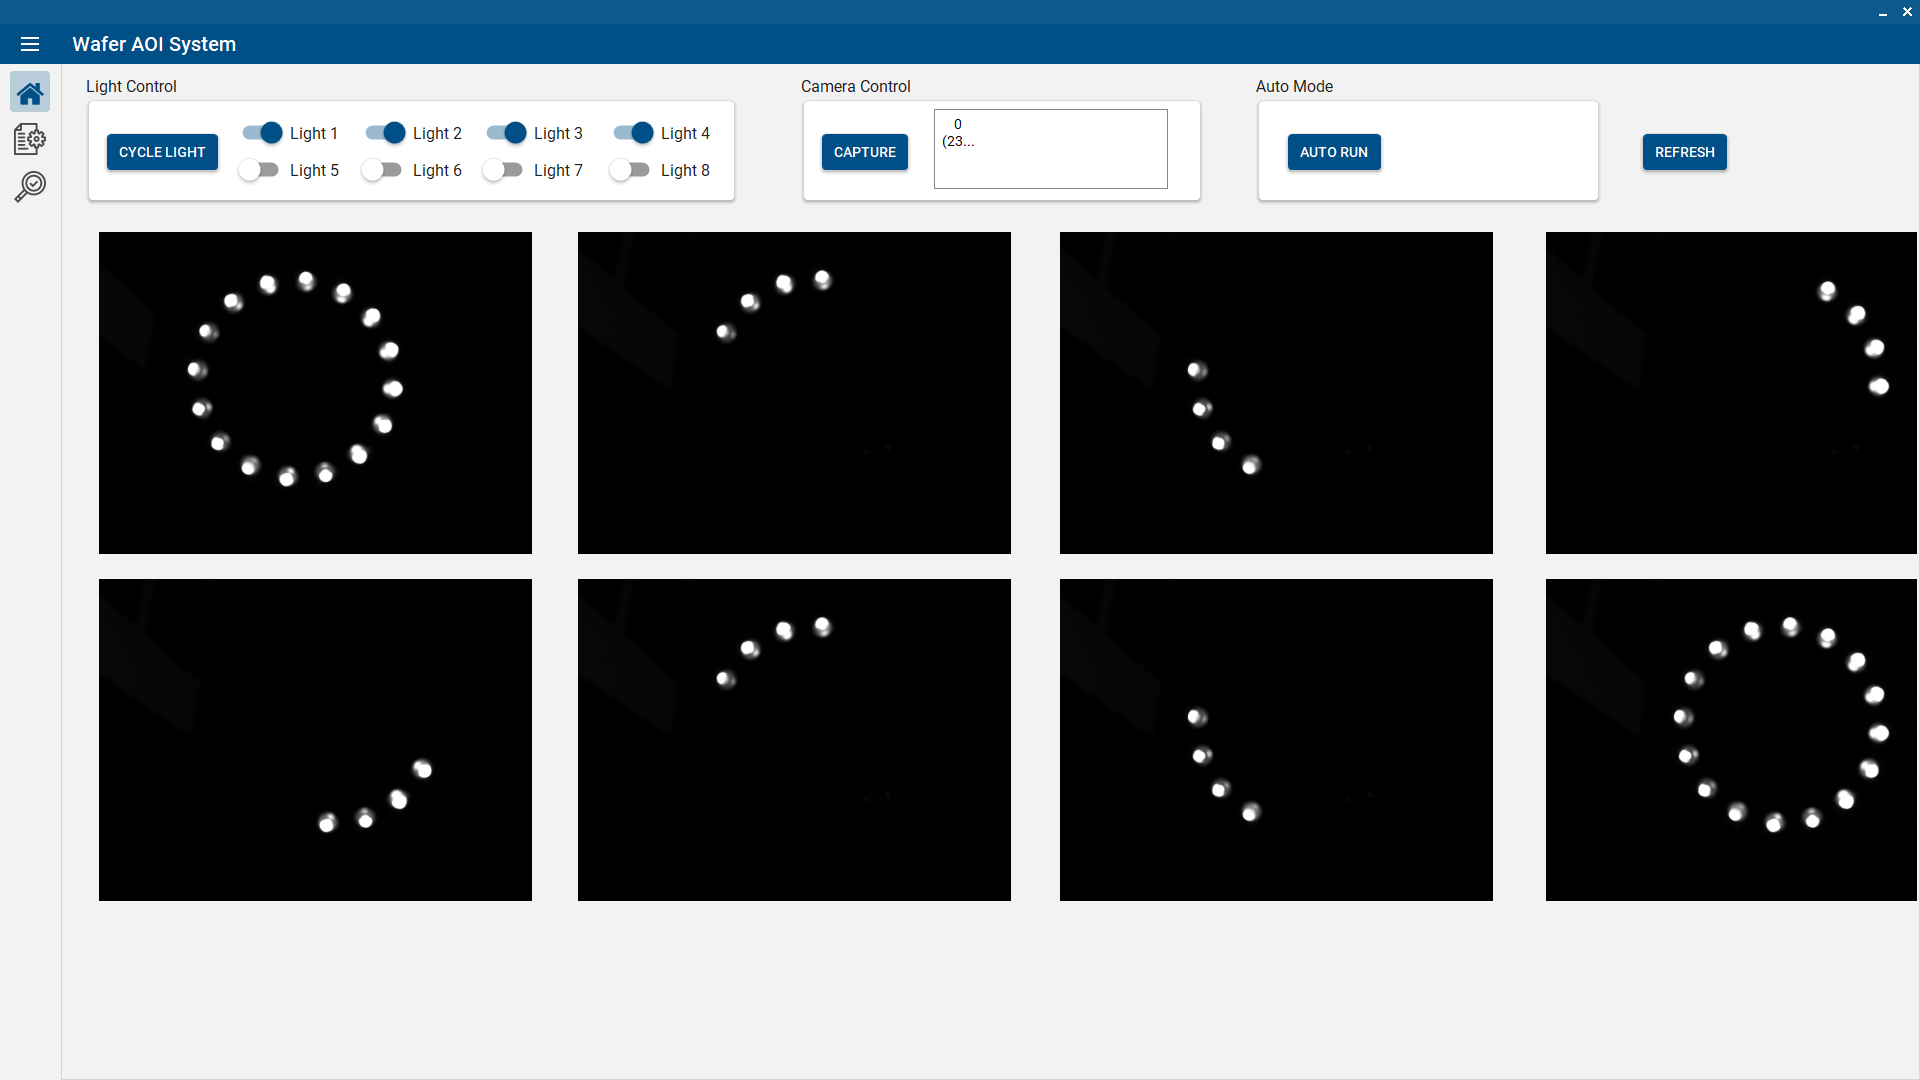 Wafer AOI System
Light Control
Camera Control
Auto Mode
CYCLE LIGHT
Light 1
Light 2
Light 3
Light 4
Light 5
Light 6
Light 7
Light 8
CAPTURE
0
(23...
AUTO RUN
REFRESH